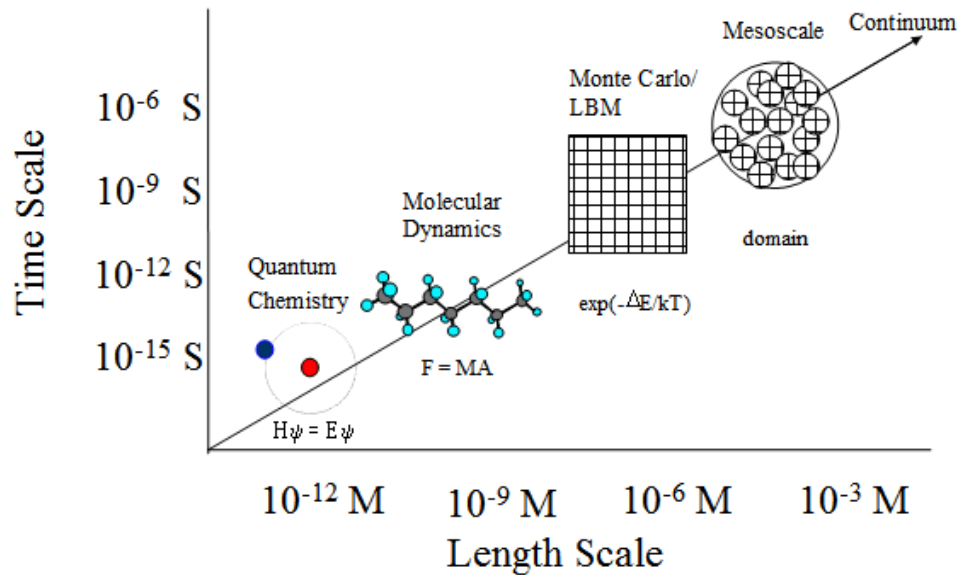 Continuum
Mesoscale
Monte Carlo/
LBM
10⁻⁶ S
10⁻⁹ S
10⁻¹² S
10⁻¹⁵ S
Time Scale
Molecular
Dynamics
domain
Quantum
Chemistry
exp(-ΔE/kT)
F = MA
Hψ = Eψ
10⁻¹² M 10⁻⁹ M 10⁻⁶ M 10⁻³ M
Length Scale